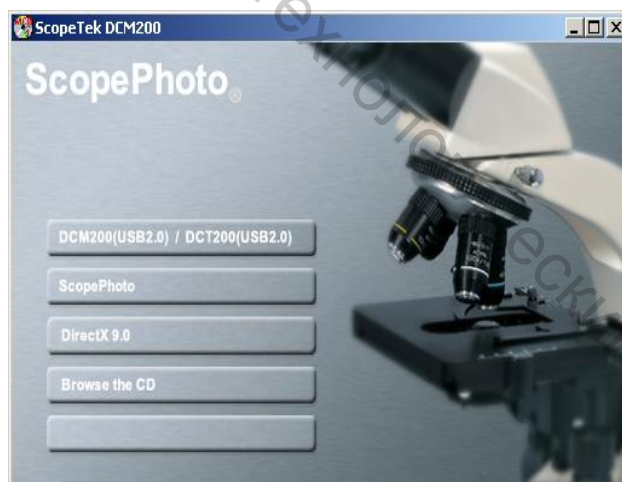 ScopeTek DCM200
ScopePhoto®
DCM200(USB2.0) / DCT200(USB2.0)
ScopePhoto
DirectX 9.0
Browse the CD